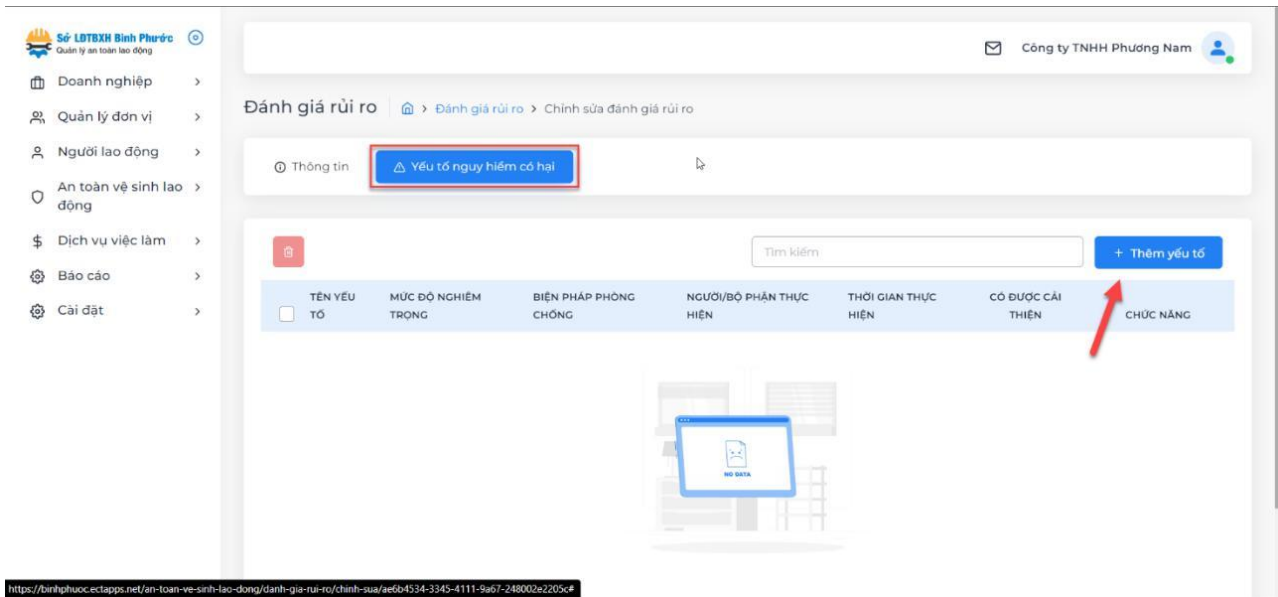 Sở LĐTBXH Bình Phước
Quản lý an toàn lao động
Công ty TNHH Phương Nam
Doanh nghiệp
Quản lý đơn vị
Người lao động
An toàn vệ sinh lao
động
Dịch vụ việc làm
Báo cáo
Cài đặt
Đánh giá rủi ro
Đánh giá rủi ro > Chỉnh sửa đánh giá rủi ro
Thông tin
Yếu tố nguy hiểm có hại
Tìm kiếm
+ Thêm yếu tố
TÊN YẾU
TỐ
MỨC ĐỘ NGHIÊM
TRỌNG
BIỆN PHÁP PHÒNG
CHỐNG
NGƯỜI/BỘ PHẬN THỰC
HIỆN
THỜI GIAN THỰC
HIỆN
CÓ ĐƯỢC CẢI
THIỆN
CHỨC NĂNG
NO DATA
https://binhphuoc.ectapps.net/an-toan-ve-sinh-lao-dong/danh-gia-rui-ro/chinh-sua/ae6b4534-3345-4111-9a67-248002e2205c#